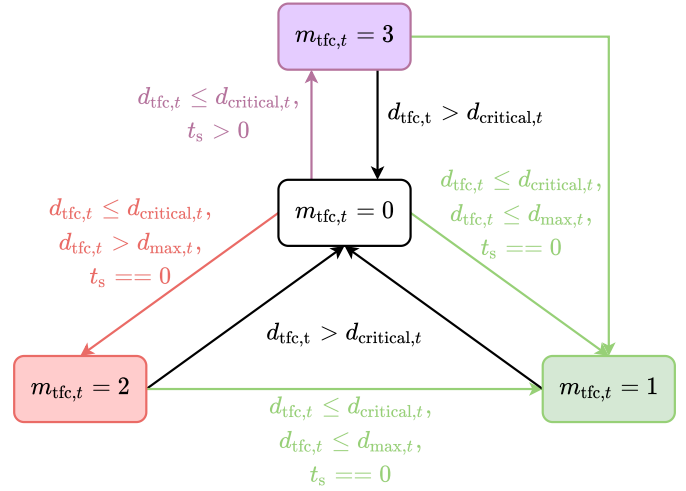 m_tfc,t = 3
d_tfc,t ≤ d_critical,t,
t_s > 0
d_tfc,t > d_critical,t
d_tfc,t ≤ d_critical,t,
d_tfc,t ≤ d_max,t,
t_s == 0
m_tfc,t = 0
d_tfc,t ≤ d_critical,t,
d_tfc,t > d_max,t,
t_s == 0
d_tfc,t > d_critical,t
m_tfc,t = 2
m_tfc,t = 1
d_tfc,t ≤ d_critical,t,
d_tfc,t ≤ d_max,t,
t_s == 0